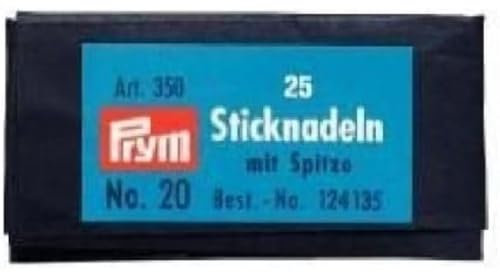 Art. 350 25
Prym Sticknadeln
mit Spitze
No. 20 Best.-No. 124135